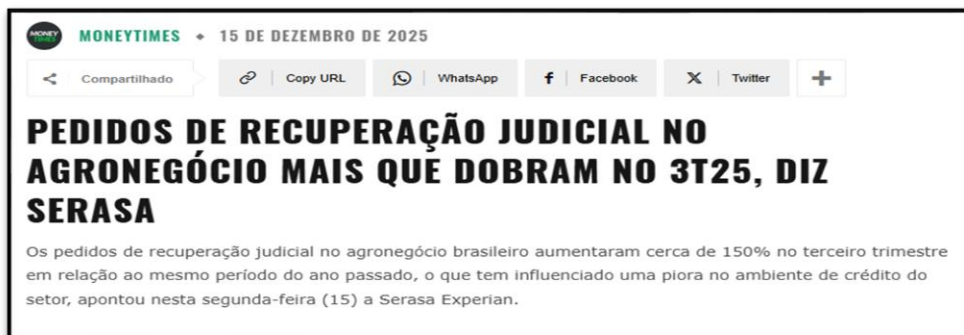 MONEY TIMES
MONEYTIMES ◆ 15 DE DEZEMBRO DE 2025
Compartilhado | Copy URL | WhatsApp f | Facebook X | Twitter +
PEDIDOS DE RECUPERAÇÃO JUDICIAL NO
AGRONEGÓCIO MAIS QUE DOBRAM NO 3T25, DIZ
SERASA
Os pedidos de recuperação judicial no agronegócio brasileiro aumentaram cerca de 150% no terceiro trimestre
em relação ao mesmo período do ano passado, o que tem influenciado uma piora no ambiente de crédito do
setor, apontou nesta segunda-feira (15) a Serasa Experian.